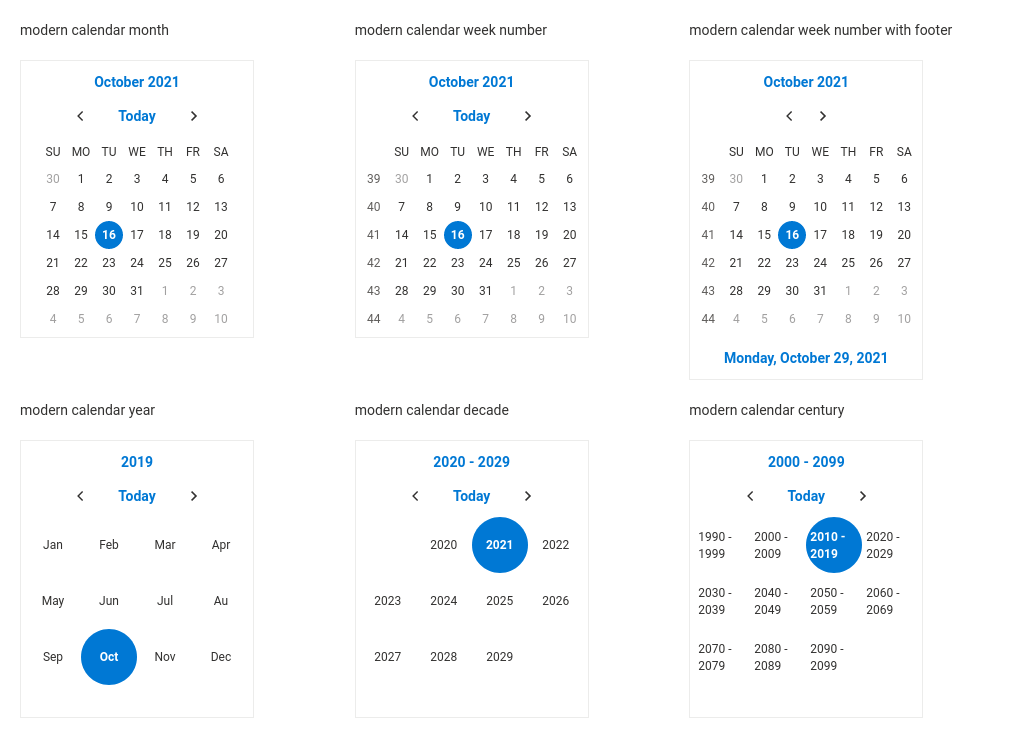 modern calendar month
October 2021
Today
SU MO TU WE TH FR SA
30 1 2 3 4 5 6
7 8 9 10 11 12 13
14 15 16 17 18 19 20
21 22 23 24 25 26 27
28 29 30 31 1 2 3
4 5 6 7 8 9 10
modern calendar week number
October 2021
Today
SU MO TU WE TH FR SA
39 30 1 2 3 4 5 6
40 7 8 9 10 11 12 13
41 14 15 16 17 18 19 20
42 21 22 23 24 25 26 27
43 28 29 30 31 1 2 3
44 4 5 6 7 8 9 10
modern calendar week number with footer
October 2021
SU MO TU WE TH FR SA
39 30 1 2 3 4 5 6
40 7 8 9 10 11 12 13
41 14 15 16 17 18 19 20
42 21 22 23 24 25 26 27
43 28 29 30 31 1 2 3
44 4 5 6 7 8 9 10
Monday, October 29, 2021
modern calendar year
2019
Today
Jan Feb Mar Apr
May Jun Jul Au
Sep Oct Nov Dec
modern calendar decade
2020 - 2029
Today
2020 2021 2022
2023 2024 2025 2026
2027 2028 2029
modern calendar century
2000 - 2099
Today
1990 - 2000 - 2010 - 2020 -
1999 2009 2019 2029
2030 - 2040 - 2050 - 2060 -
2039 2049 2059 2069
2070 - 2080 - 2090 -
2079 2089 2099